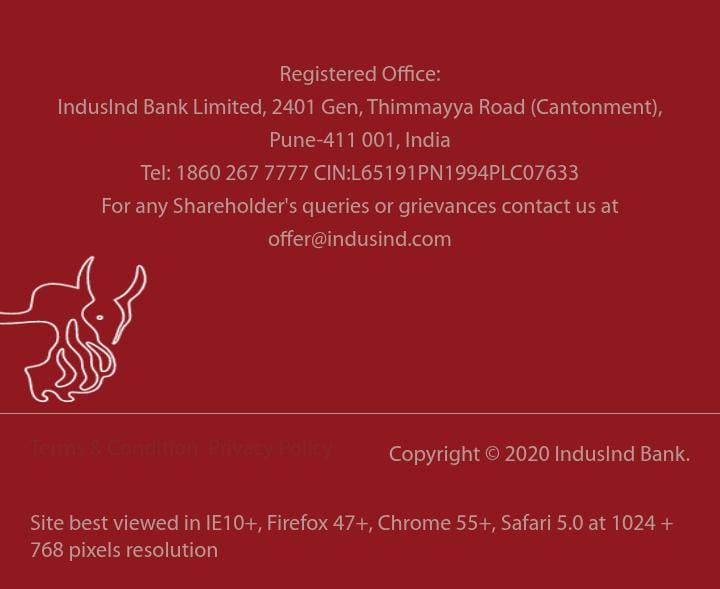 Registered Office:
IndusInd Bank Limited, 2401 Gen, Thimmayya Road (Cantonment),
Pune-411 001, India
Tel: 1860 267 7777 CIN:L65191PN1994PLC07633
For any Shareholder's queries or grievances contact us at
offer@indusind.com
Terms & Condition Privacy Policy
Copyright © 2020 IndusInd Bank.
Site best viewed in IE10+, Firefox 47+, Chrome 55+, Safari 5.0 at 1024 +
768 pixels resolution